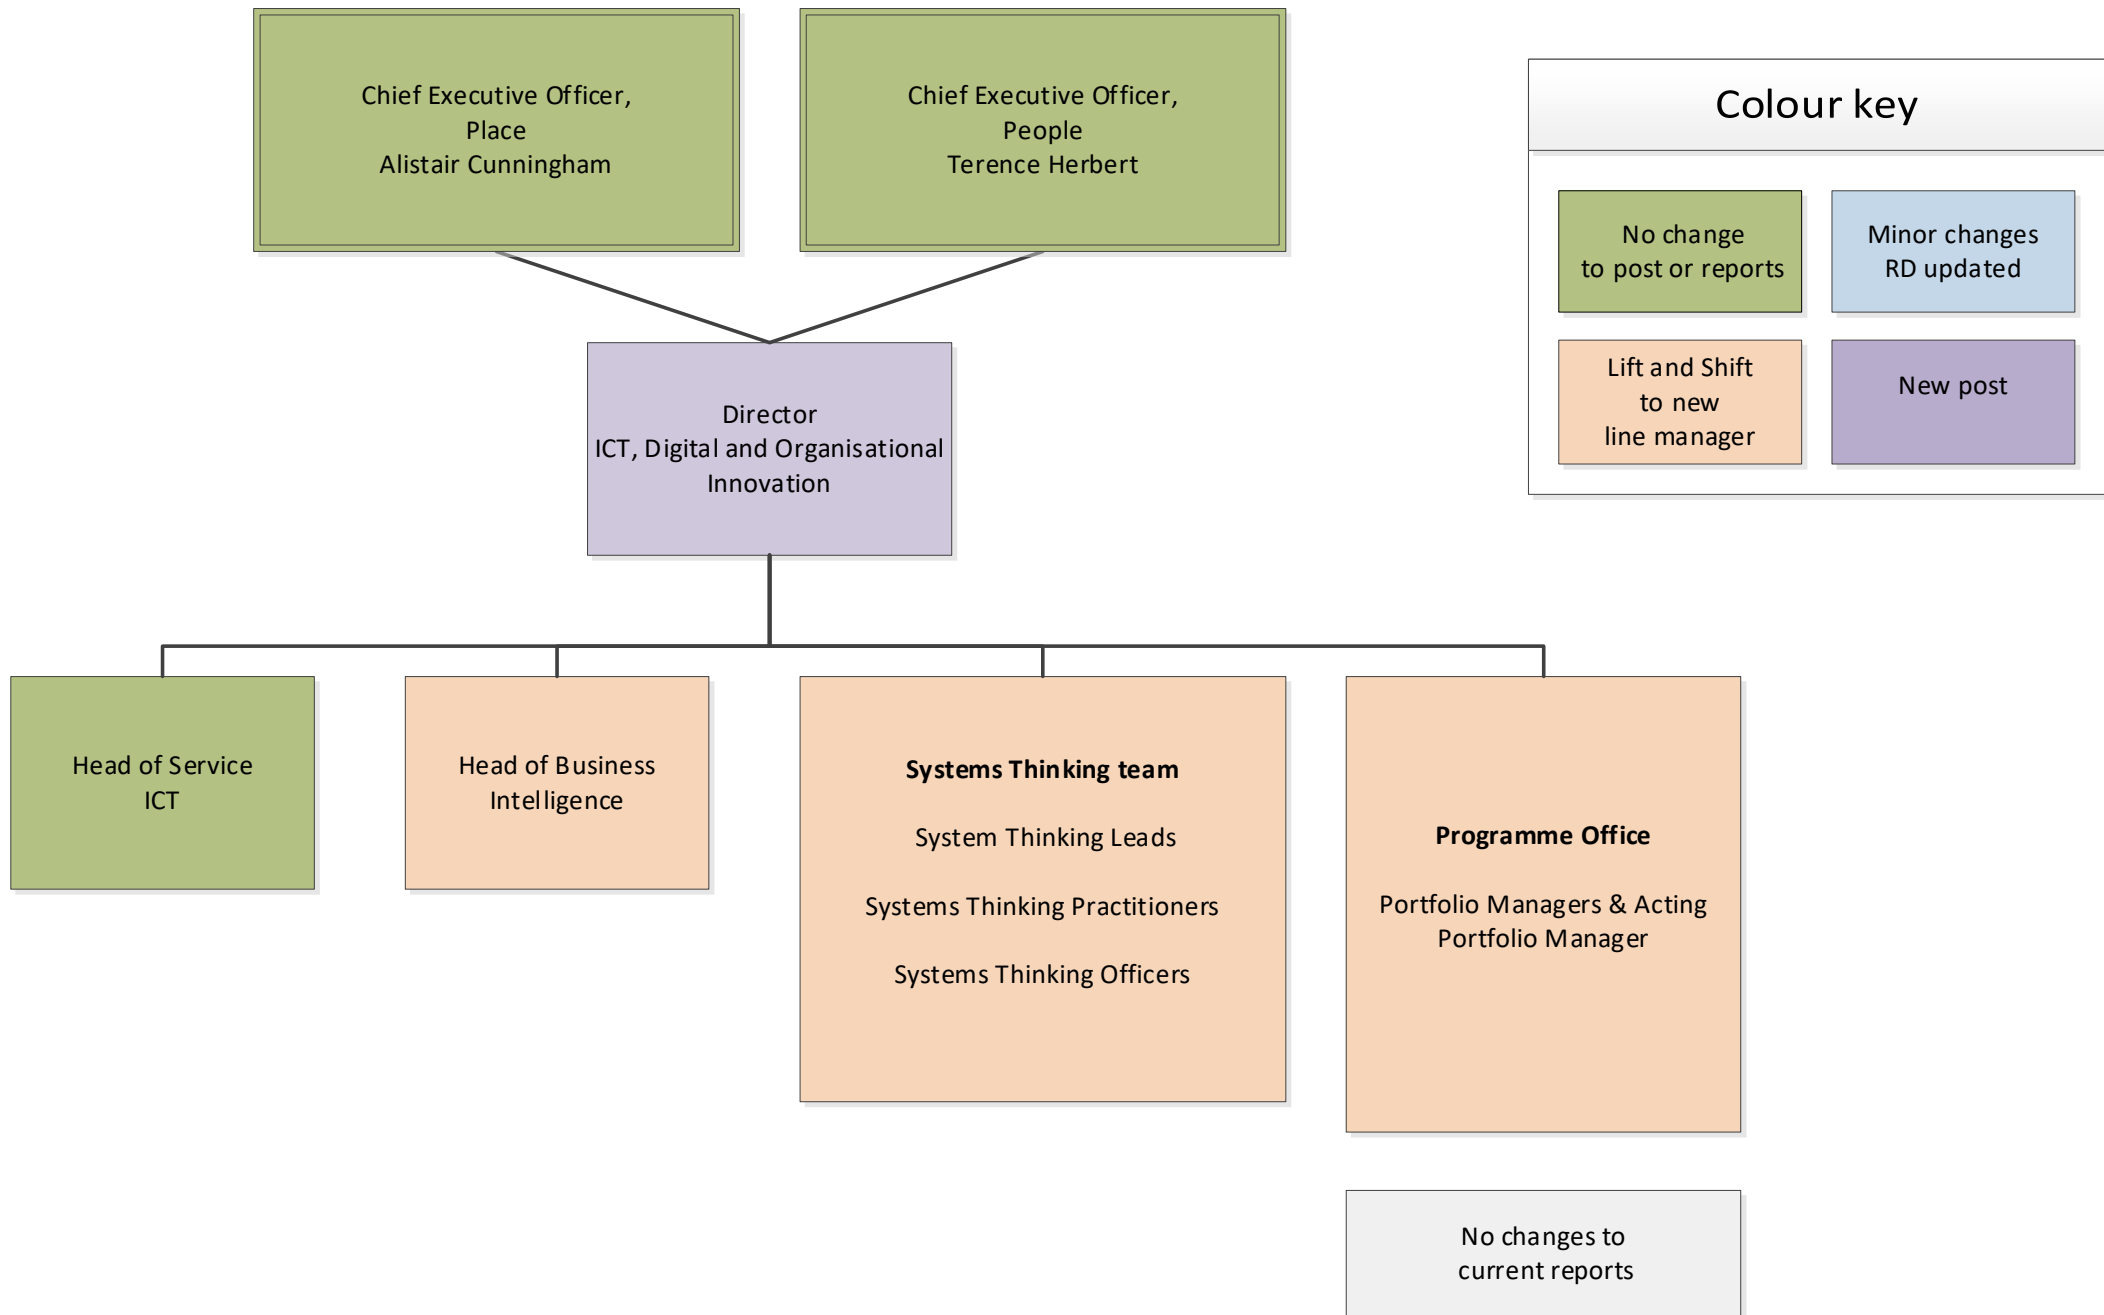 Chief Executive Officer,
Place
Alistair Cunningham
Chief Executive Officer,
People
Terence Herbert
Colour key
No change
to post or reports
Minor changes
RD updated
Lift and Shift
to new
line manager
New post
Director
ICT, Digital and Organisational
Innovation
Head of Service
ICT
Head of Business
Intelligence
Systems Thinking team
System Thinking Leads
Systems Thinking Practitioners
Systems Thinking Officers
Programme Office
Portfolio Managers & Acting
Portfolio Manager
No changes to
current reports